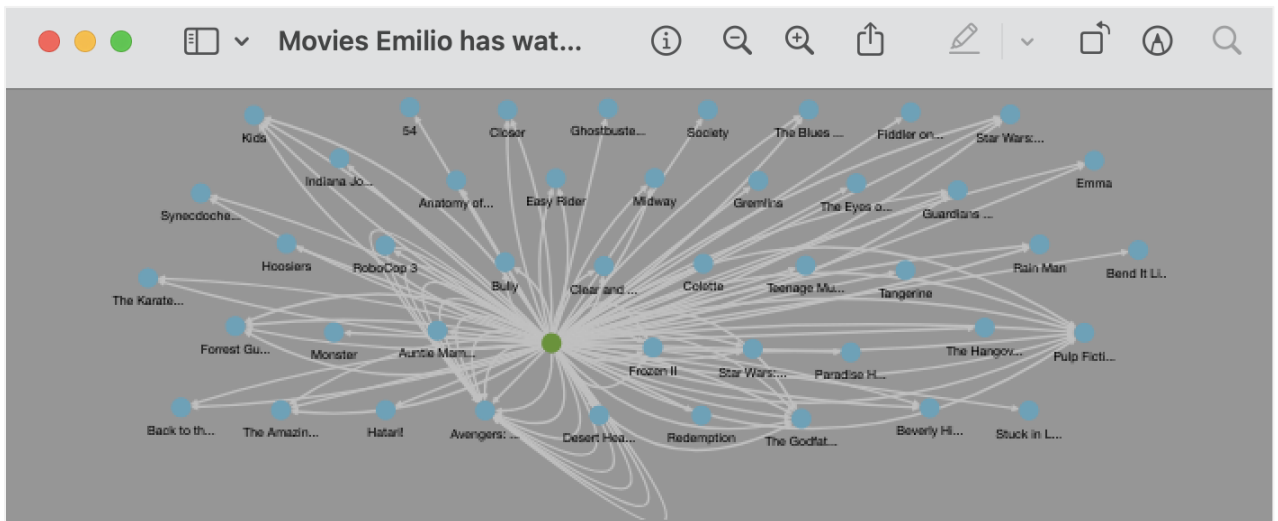 Movies Emilio has wat...
Kids
54
Closer
Ghostbuste...
Society
The Blues ...
Fiddler on...
Star Wars:...
Indiana Jo...
Emma
Synecdoche...
Anatomy of...
Easy Rider
Midway
Gremlins
The Eyes o...
Guardians ...
Hoosiers
RoboCop 3
Bully
Clear and ...
Colette
Teenage Mu...
Tangerine
Rain Man
Bend It Li..
The Karate...
Forrest Gu...
Monster
Auntie Mam...
Frozen II
Star Wars:...
Paradise H...
The Hangov...
Pulp Ficti...
Back to th...
The Amazin...
Hatari!
Avengers: ...
Desert Hea...
Redemption
The Godfat...
Beverly Hi...
Stuck in L...